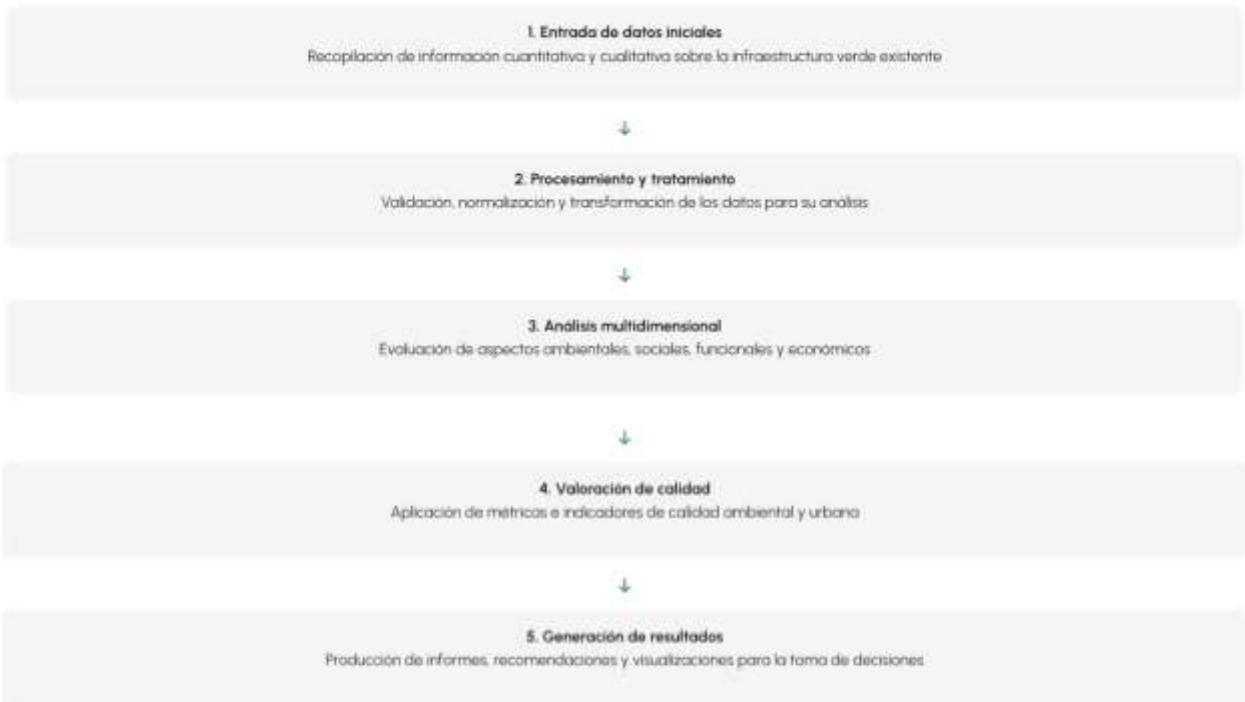 1. Entrada de datos iniciales
Recopilación de información cuantitativa y cualitativa sobre la infraestructura verde existente
2. Procesamiento y tratamiento
Validación, normalización y transformación de los datos para su análisis
3. Análisis multidimensional
Evaluación de aspectos ambientales, sociales, funcionales y económicos
4. Valoración de calidad
Aplicación de métricas e indicadores de calidad ambiental y urbana
5. Generación de resultados
Producción de informes, recomendaciones y visualizaciones para la toma de decisiones